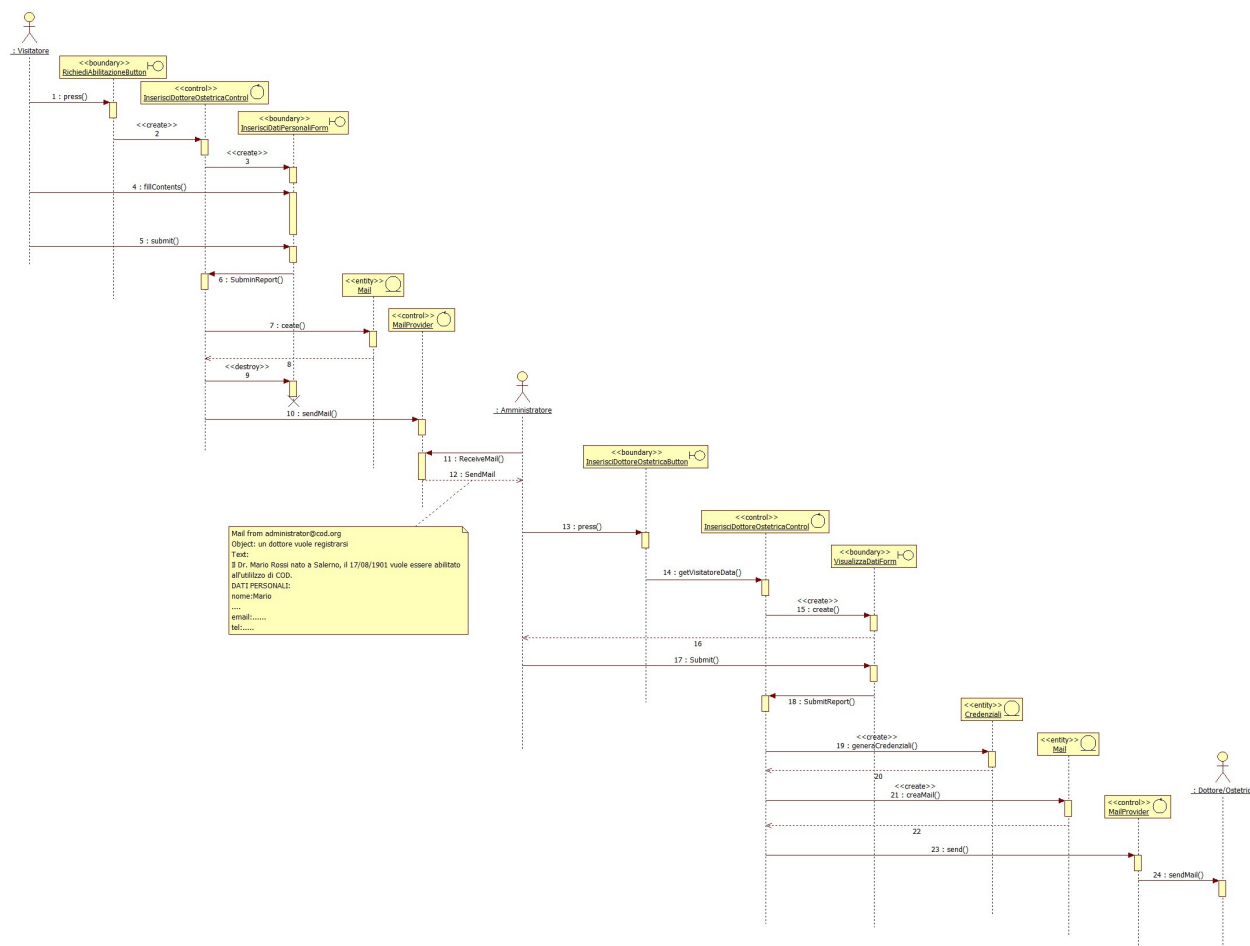 : Visitatore
<<boundary>>
RichiediAbilitazioneButton
<<control>>
InserisciDottoreOstetricaControl
1 : press()
<<boundary>>
InserisciDatiPersonaliForm
<<create>>
2
<<create>>
3
4 : fillContents()
5 : submit()
6 : SubminReport()
<<entity>>
Mail
<<control>>
MailProvider
7 : ceate()
8
<<destroy>>
9
10 : sendMail()
: Amministratore
11 : ReceiveMail()
12 : SendMail
<<boundary>>
InserisciDottoreOstetricaButton
<<control>>
InserisciDottoreOstetricaControl
13 : press()
Mail from administrator@cod.org
Object: un dottore vuole registrarsi
Text:
Il Dr. Mario Rossi nato a Salerno, il 17/08/1901 vuole essere abilitato
all'utililzzo di COD.
DATI PERSONALI:
nome:Mario
....
email:......
tel:.....
<<boundary>>
VisualizzaDatiForm
14 : getVisitatoreData()
<<create>>
15 : create()
16
17 : Submit()
18 : SubmitReport()
<<entity>>
Credenziali
<<create>>
19 : generaCredenziali()
<<entity>>
Mail
20
<<create>>
21 : creaMail()
: Dottore/Ostetric
<<control>>
MailProvider
22
23 : send()
24 : sendMail()